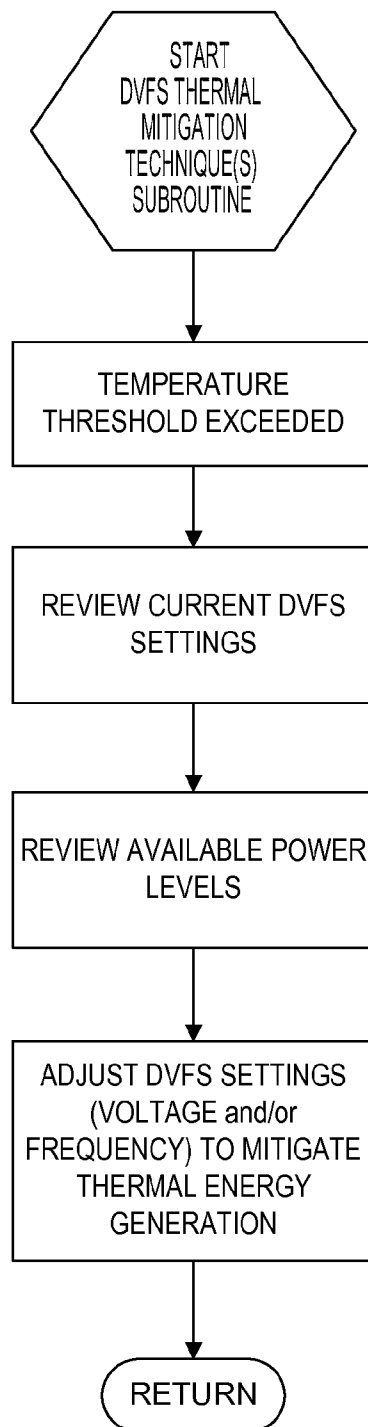 START
DVFS THERMAL
MITIGATION
TECHNIQUE(S)
SUBROUTINE
TEMPERATURE
THRESHOLD EXCEEDED
REVIEW CURRENT DVFS
SETTINGS
REVIEW AVAILABLE POWER
LEVELS
ADJUST DVFS SETTINGS
(VOLTAGE and/or
FREQUENCY) TO MITIGATE
THERMAL ENERGY
GENERATION
RETURN